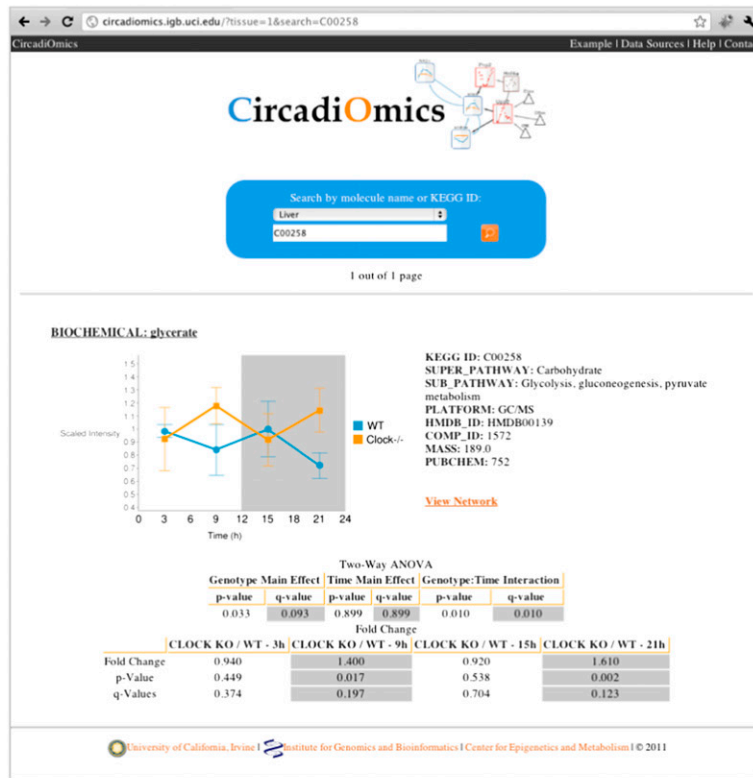 circadiomics.igb.uci.edu/?tissue=1&search=C00258
CircadiOmics Example | Data Sources | Help | Conta
CircadiOmics
Search by molecule name or KEGG ID:
Liver
C00258
1 out of 1 page
BIOCHEMICAL: glycerate
KEGG ID: C00258
SUPER_PATHWAY: Carbohydrate
SUB_PATHWAY: Glycolysis, gluconeogenesis, pyruvate
metabolism
PLATFORM: GC/MS
HMDB_ID: HMDB00139
COMP_ID: 1572
MASS: 189.0
PUBCHEM: 752
View Network
1.5
1.4
1.3
1.2
1.1
1
0.9
0.8
0.7
0.6
0.5
0.4
Scaled Intensity
0 3 6 9 12 15 18 21 24
Time (h)
WT
Clock-/-
Two-Way ANOVA
Genotype Main Effect Time Main Effect Genotype:Time Interaction
p-value q-value p-value q-value p-value q-value
0.033 0.093 0.899 0.899 0.010 0.010
Fold Change
CLOCK KO / WT - 3h CLOCK KO / WT - 9h CLOCK KO / WT - 15h CLOCK KO / WT - 21h
Fold Change 0.940 1.400 0.920 1.610
p-Value 0.449 0.017 0.538 0.002
q-Values 0.374 0.197 0.704 0.123
University of California, Irvine | Institute for Genomics and Bioinformatics | Center for Epigenetics and Metabolism | © 2011